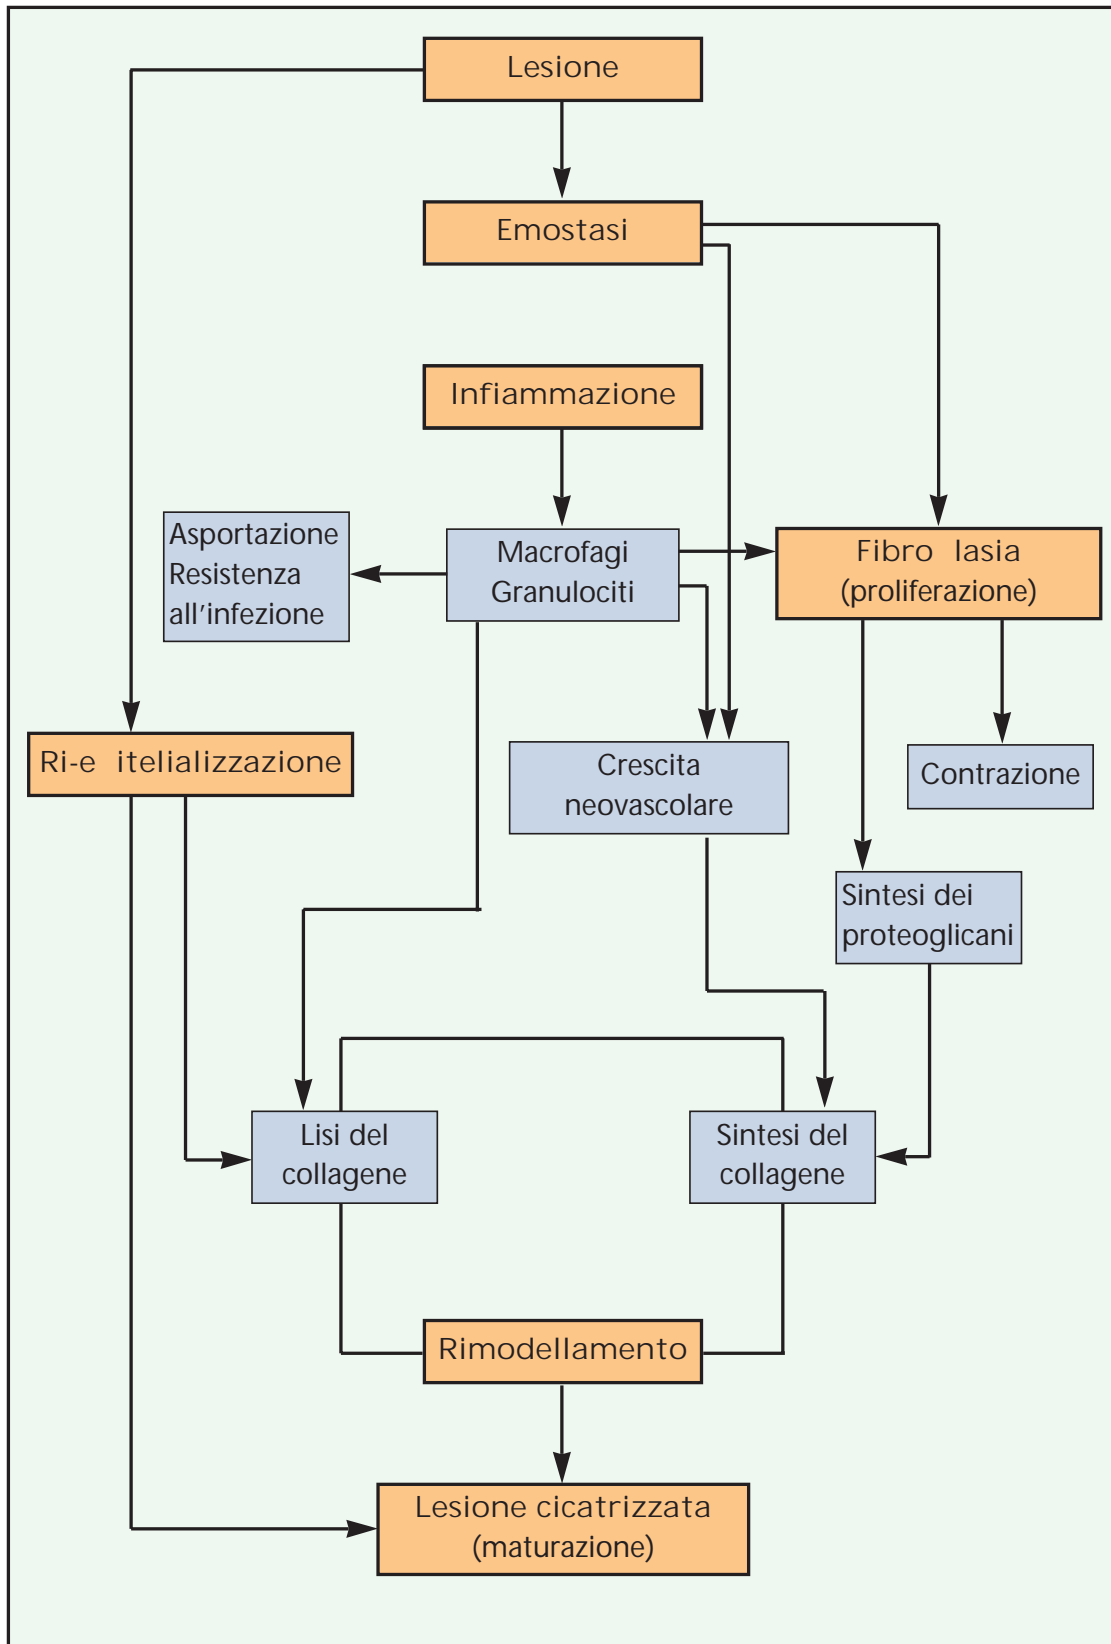 Lesione
Emostasi
Infiammazione
Asportazione
Resistenza
all'infezione
Macrofagi
Granulociti
Fibro lasia
(proliferazione)
Ri-e itelializzazione
Crescita
neovascolare
Contrazione
Sintesi dei
proteoglicani
Lisi del
collagene
Sintesi del
collagene
Rimodellamento
Lesione cicatrizzata
(maturazione)